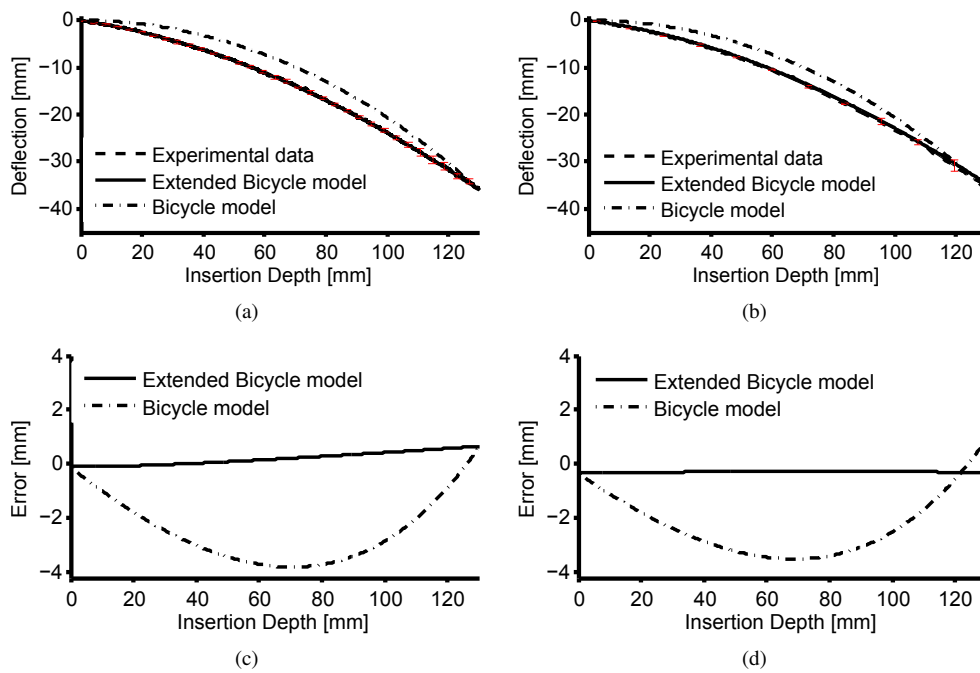 0
−10
−20
−30
−40
Deflection [mm]
Experimental data
Extended Bicycle model
Bicycle model
0 20 40 60 80 100 120
Insertion Depth [mm]
(a)
0
−10
−20
−30
−40
Deflection [mm]
Experimental data
Extended Bicycle model
Bicycle model
0 20 40 60 80 100 120
Insertion Depth [mm]
(b)
4
2
0
−2
−4
Error [mm]
Extended Bicycle model
Bicycle model
0 20 40 60 80 100 120
Insertion Depth [mm]
(c)
4
2
0
−2
−4
Error [mm]
Extended Bicycle model
Bicycle model
0 20 40 60 80 100 120
Insertion Depth [mm]
(d)